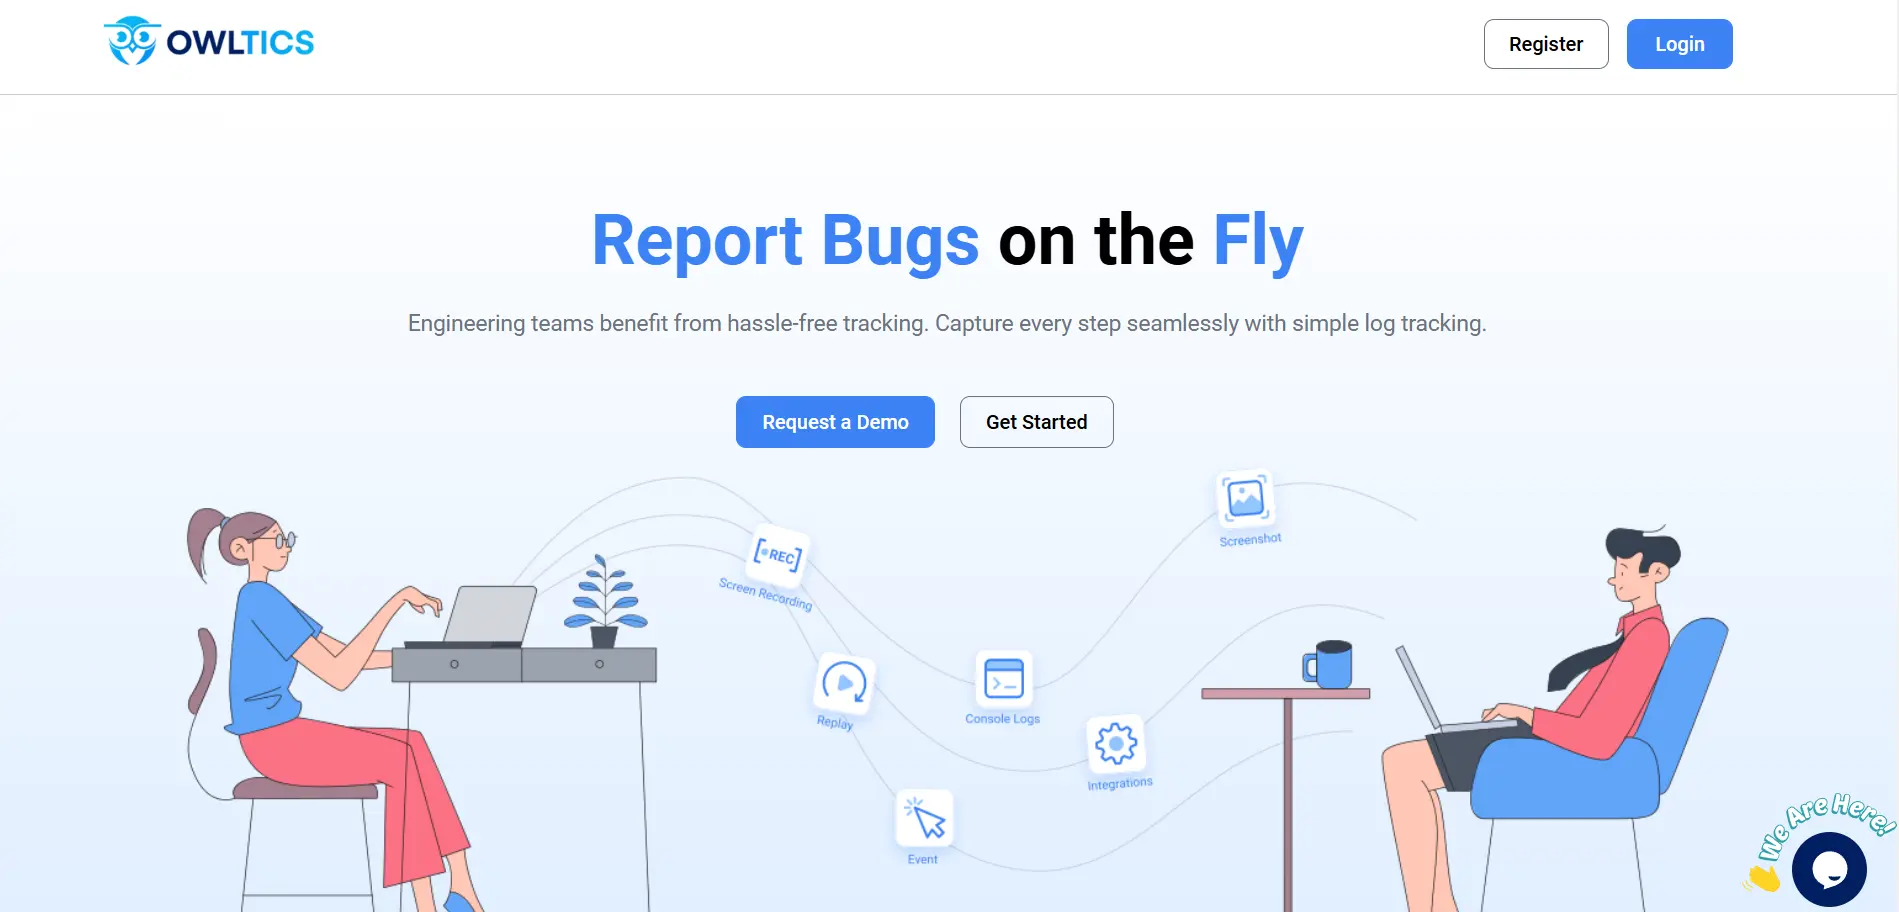 OWLTICS
Register
Login
Report Bugs on the Fly
Engineering teams benefit from hassle-free tracking. Capture every step seamlessly with simple log tracking.
Request a Demo
Get Started
Screenshot
REC
Screen Recording
Replay
Console Logs
Integrations
Event
We Are Here!